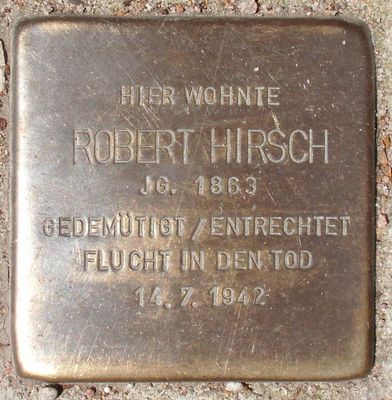 HIER WOHNTE
ROBERT HIRSCH
JG. 1863
GEDEMÜTIGT / ENTRECHTET
FLUCHT IN DEN TOD
14. 7. 1942